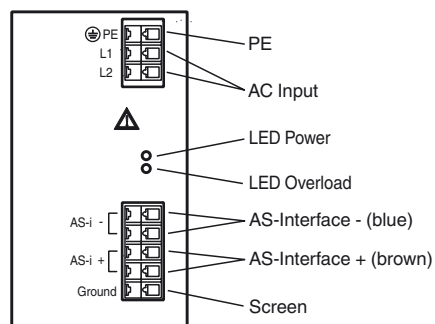 PE
L1
L2
PE
AC Input
LED Power
LED Overload
AS-i -
AS-i +
Ground
AS-Interface - (blue)
AS-Interface + (brown)
Screen